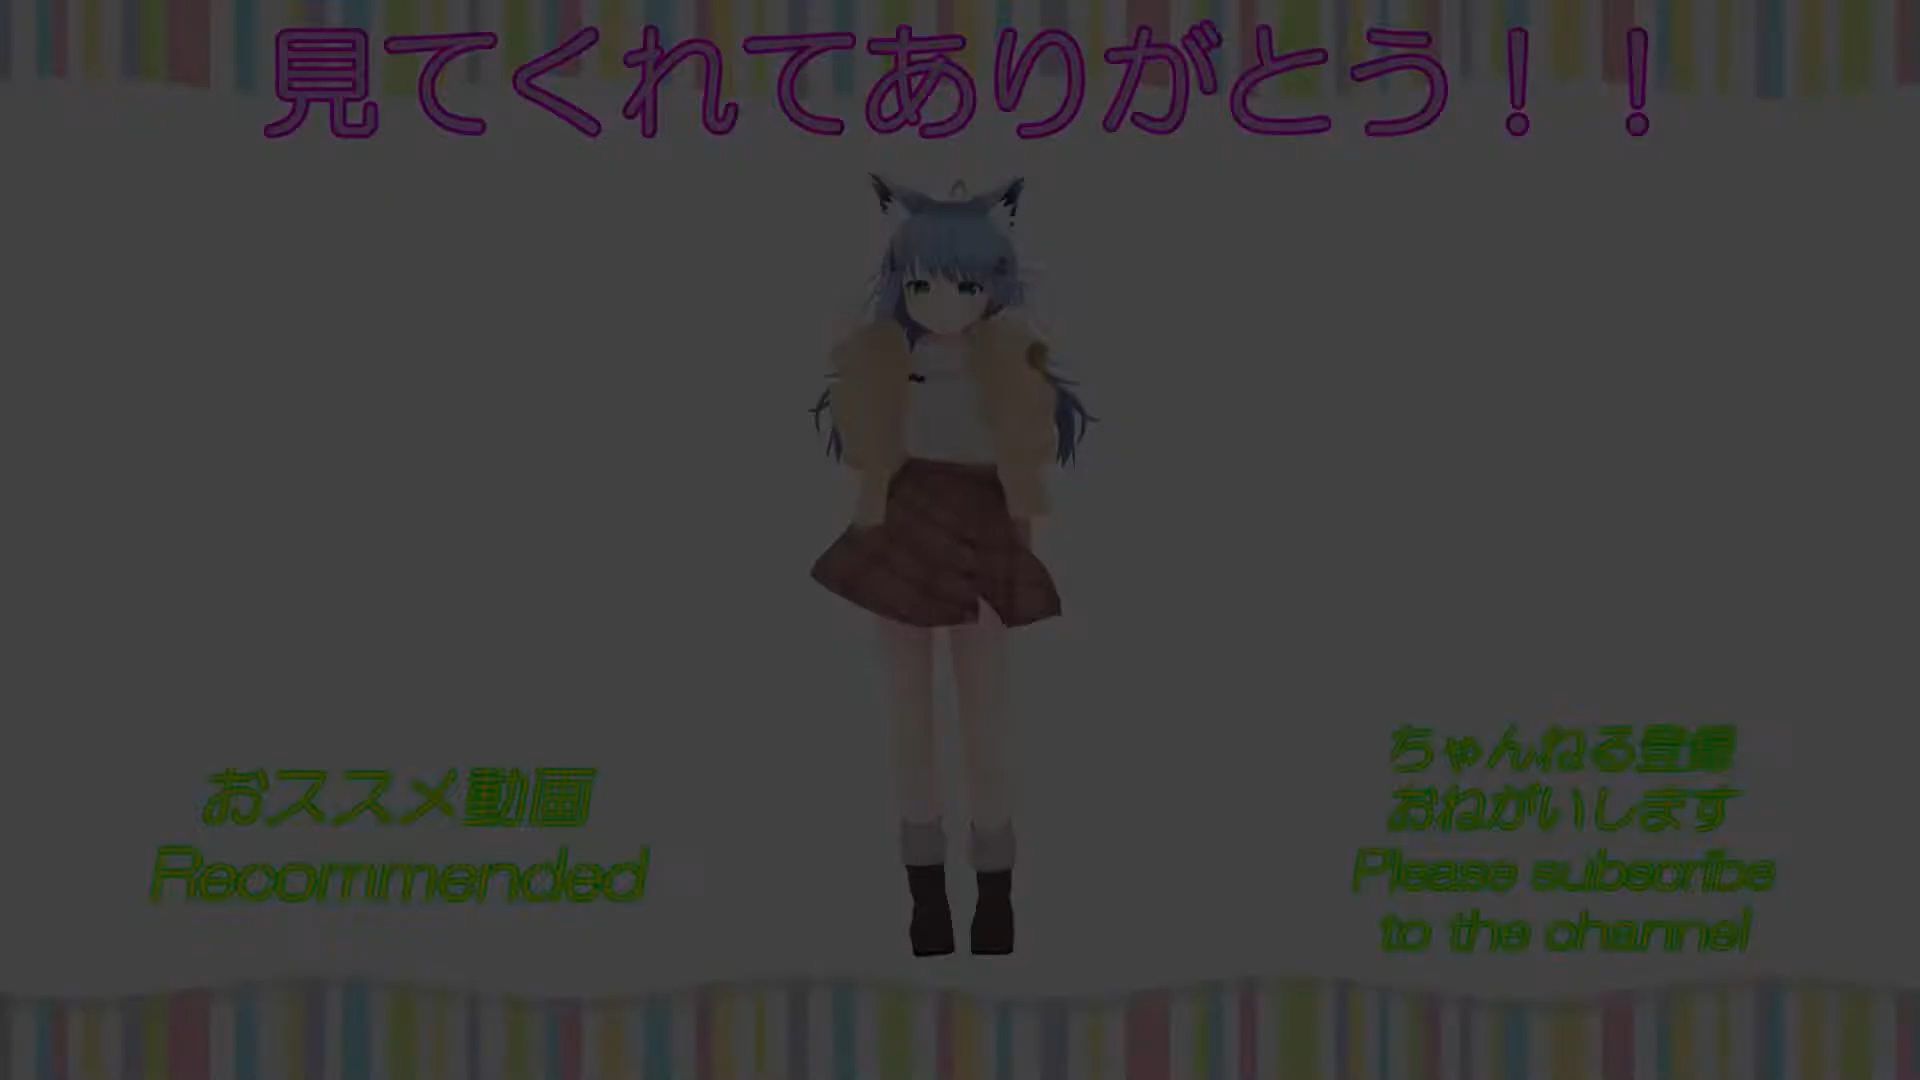 見てくれてありがとう！！
おススメ動画
Recommended
ちゃんねる登録
おねがいします
Please subscribe
to the channel